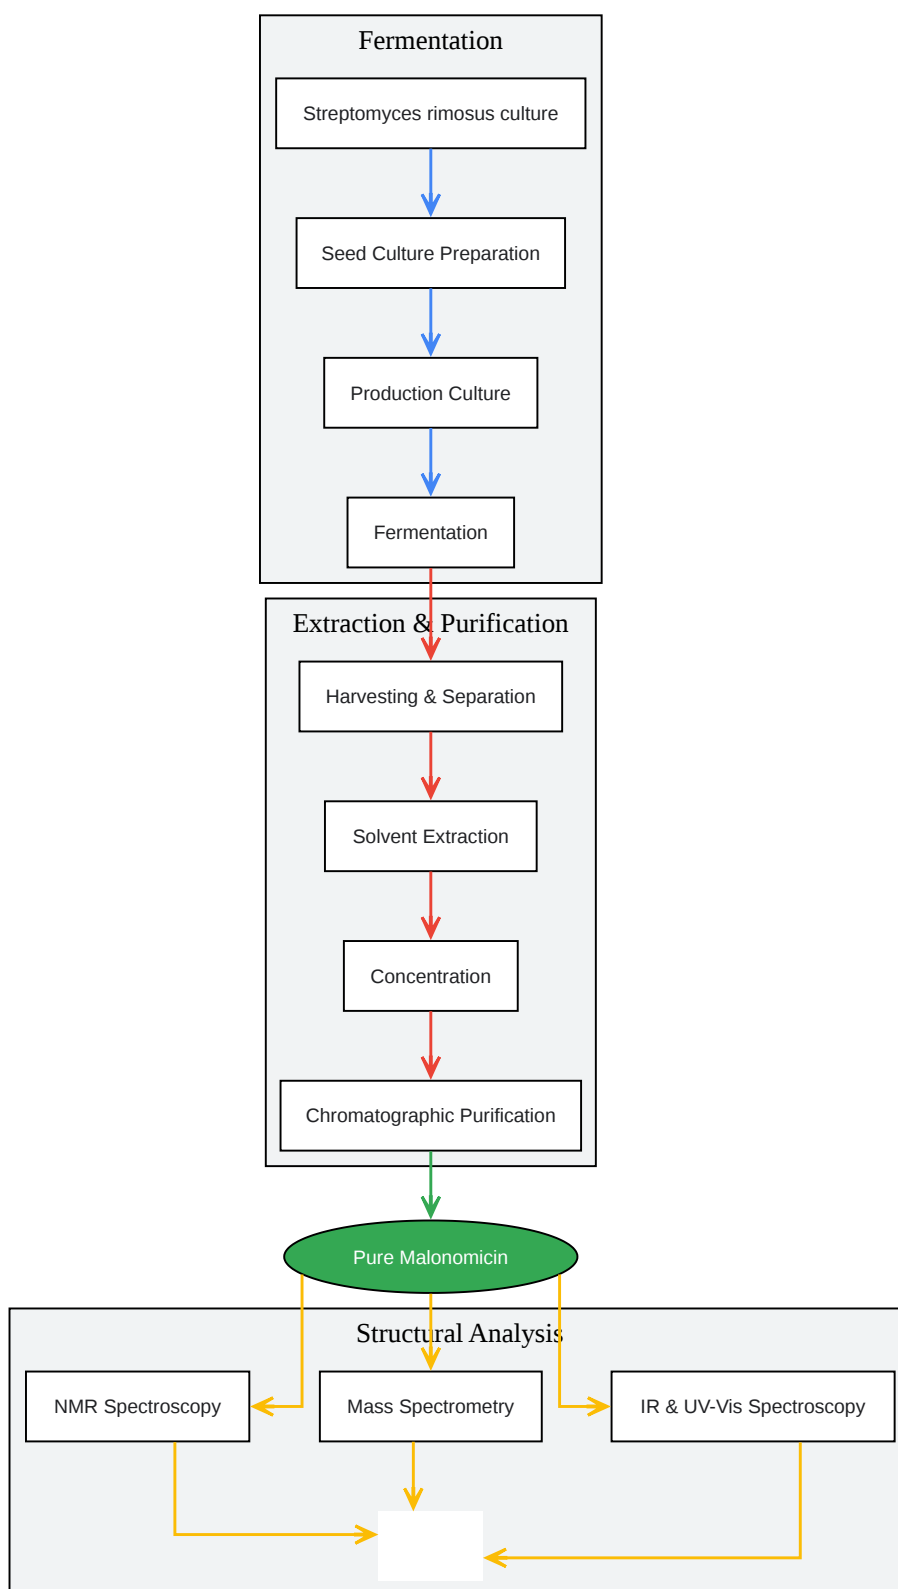 Fermentation
Streptomyces rimosus culture
Seed Culture Preparation
Production Culture
Fermentation
Extraction & Purification
Harvesting & Separation
Solvent Extraction
Concentration
Chromatographic Purification
Pure Malonomicin
Structural Analysis
NMR Spectroscopy
Mass Spectrometry
IR & UV-Vis Spectroscopy